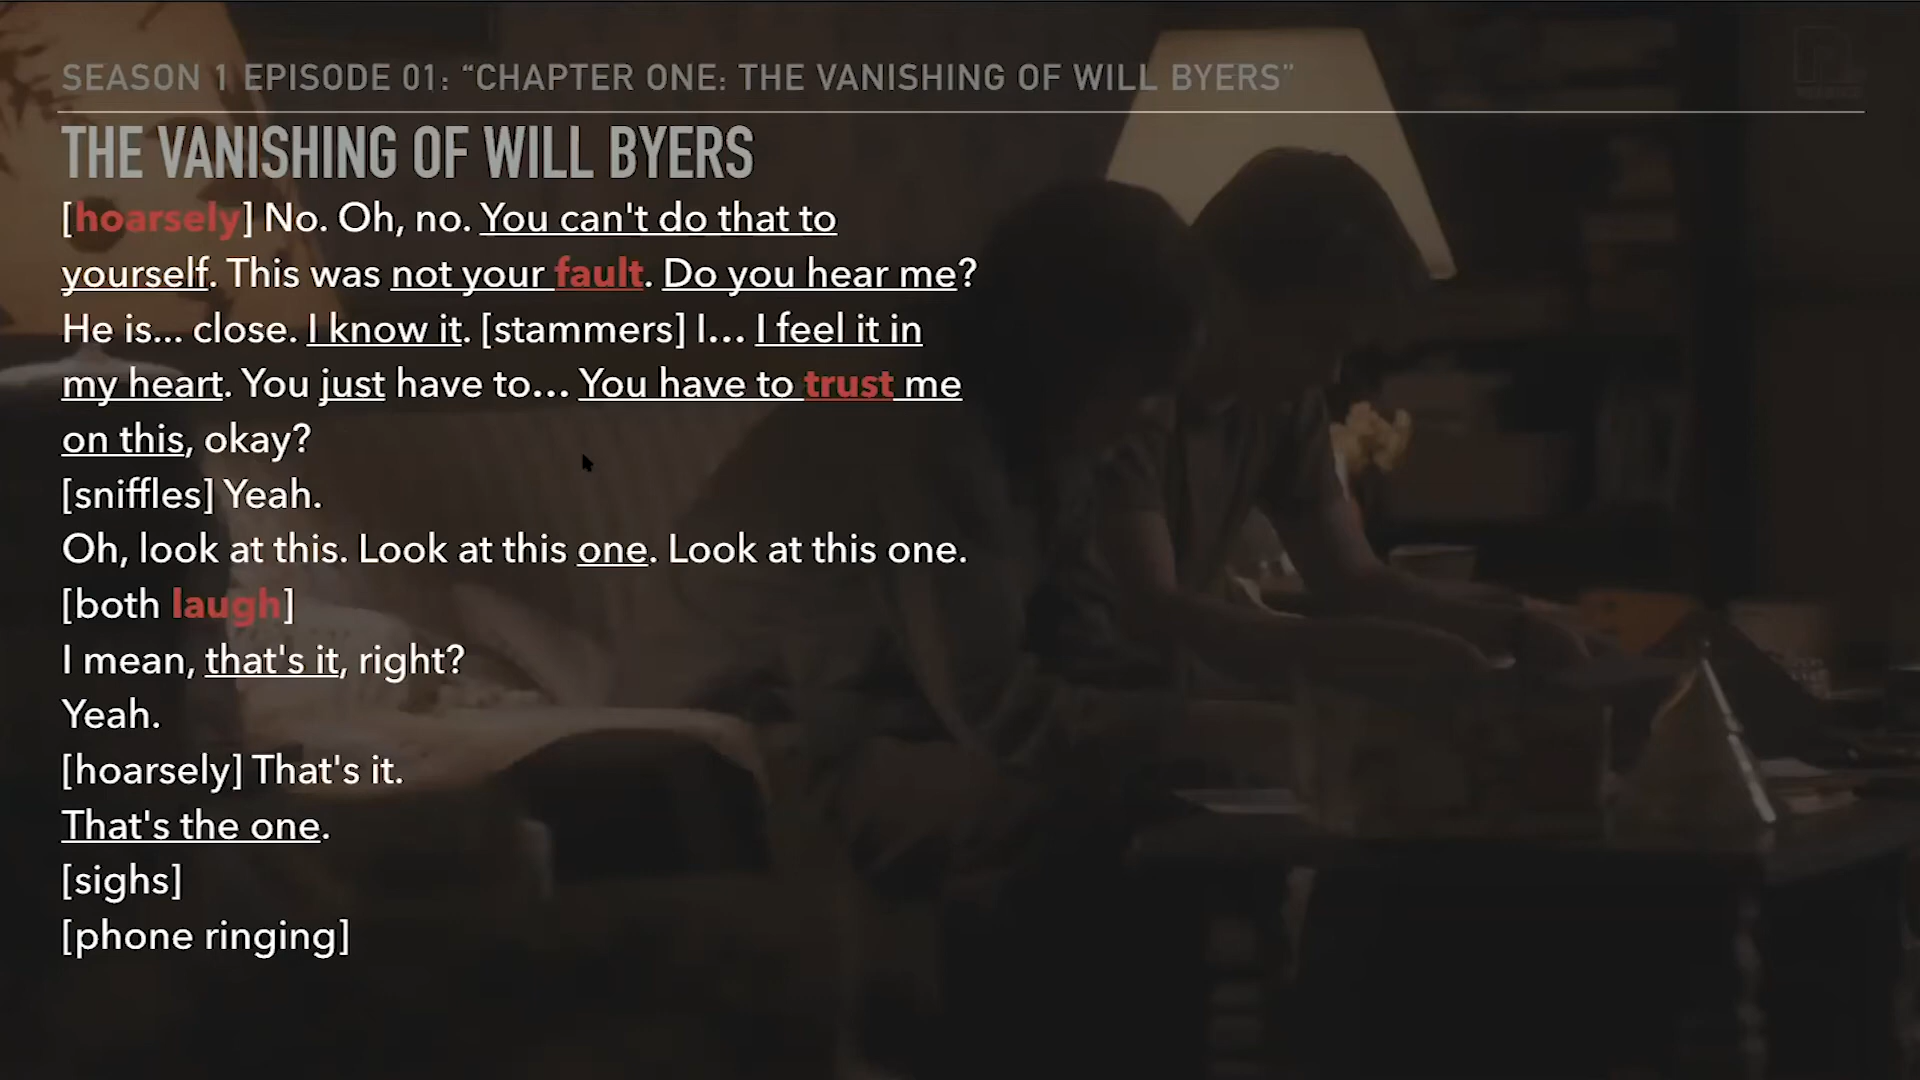 SEASON 1 EPISODE 01: “CHAPTER ONE: THE VANISHING OF WILL BYERS”
THE VANISHING OF WILL BYERS
[hoarsely] No. Oh, no. You can't do that to
yourself. This was not your fault. Do you hear me?
He is... close. I know it. [stammers] I... I feel it in
my heart. You just have to... You have to trust me
on this, okay?
[sniffles] Yeah.
Oh, look at this. Look at this one. Look at this one.
[both laugh]
I mean, that's it, right?
Yeah.
[hoarsely] That's it.
That's the one.
[sighs]
[phone ringing]